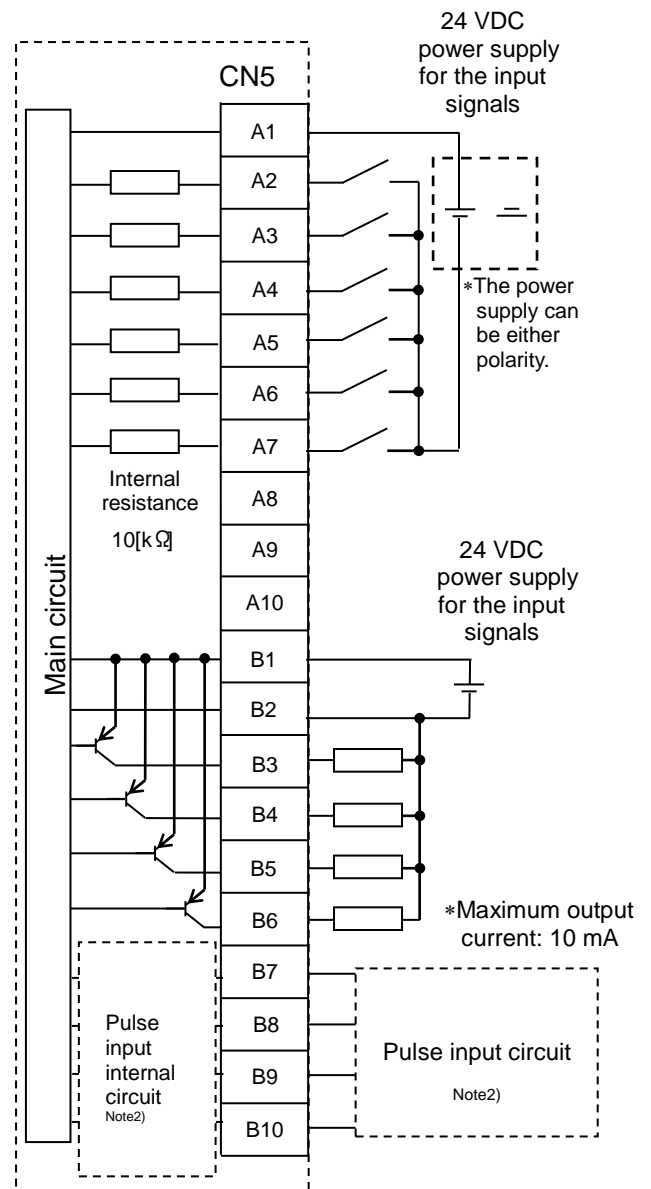 24 VDC
power supply
for the input
signals
CN5
A1
A2
A3
A4
A5
A6
A7
A8
A9
A10
B1
B2
B3
B4
B5
B6
B7
B8
B9
B10
*The power
supply can
be either
polarity.
Internal
resistance
10[kΩ]
Main circuit
24 VDC
power supply
for the input
signals
*Maximum output
current: 10 mA
Pulse
input
internal
circuit
Note2)
Pulse input circuit
Note2)